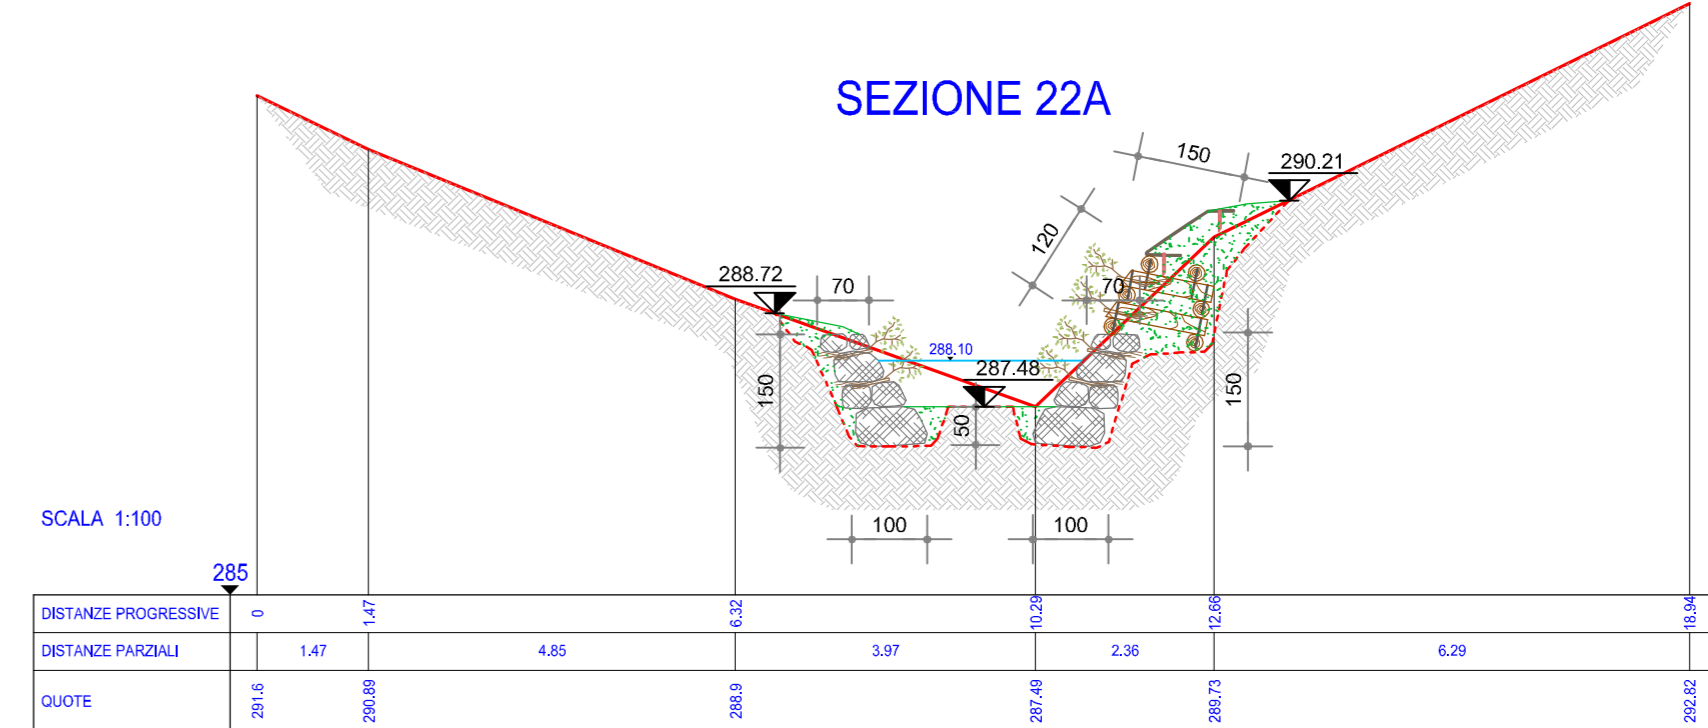 SEZIONE 22A
150
290.21
120
288.72
70
70
288.10
287.48
150
50
150
SCALA 1:100
100
100
285
DISTANZE PROGRESSIVE 0 1.47 6.32 10.29 12.66 18.94
DISTANZE PARZIALI 1.47 4.85 3.97 2.36 6.29
QUOTE 291.6 290.89 288.9 287.49 289.73 292.82